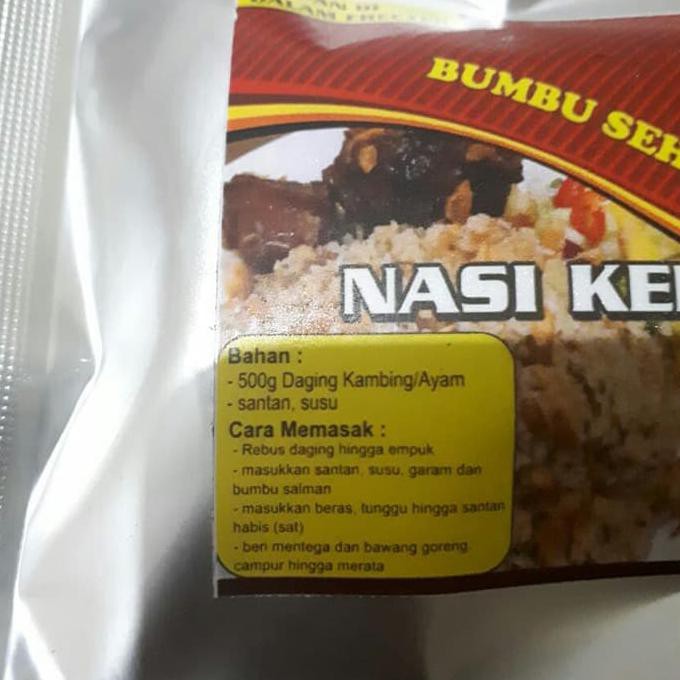 DALAM
BUMBU SEH
NASI KE
Bahan :
- 500g Daging Kambing/Ayam
- santan, susu
Cara Memasak :
- Rebus daging hingga empuk
- masukkan santan, susu, garam dan
bumbu salman
- masukkan beras, tunggu hingga santan
habis (sat)
- beri mentega dan bawang goreng
campur hingga merata